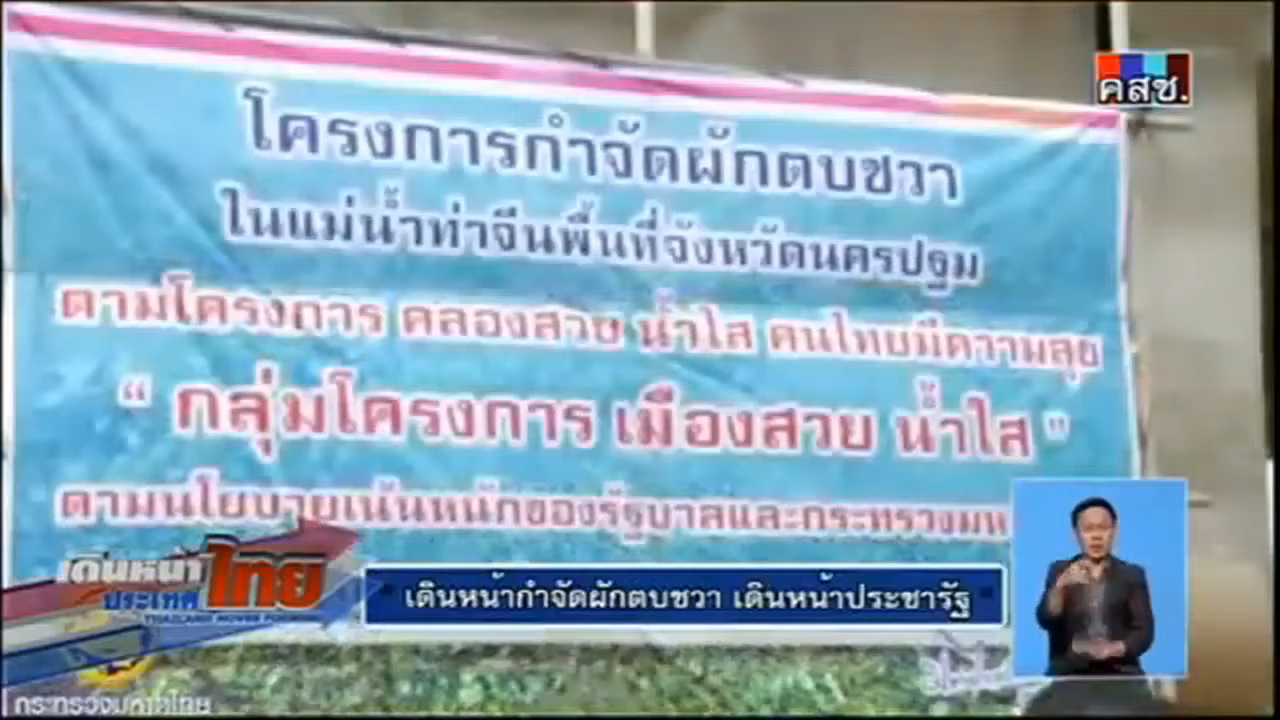 คสช.
โครงการกำจัดผักตบชวา
ในแม่น้ำท่าจีนพื้นที่จังหวัดนครปฐม
ตามโครงการ คลองสวย น้ำใส คนไทยมีความสุข
“ กลุ่มโครงการ เมืองสวย น้ำใส ”
ตามนโยบายเน้นหนักของรัฐบาลและกระทรวงมห
เดินหน้า
ประเทศ ไทย
THAILAND MOVES FORWARD
" เดินหน้ากำจัดผักตบชวา เดินหน้าประชารัฐ "
กระทรวงมหาดไทย